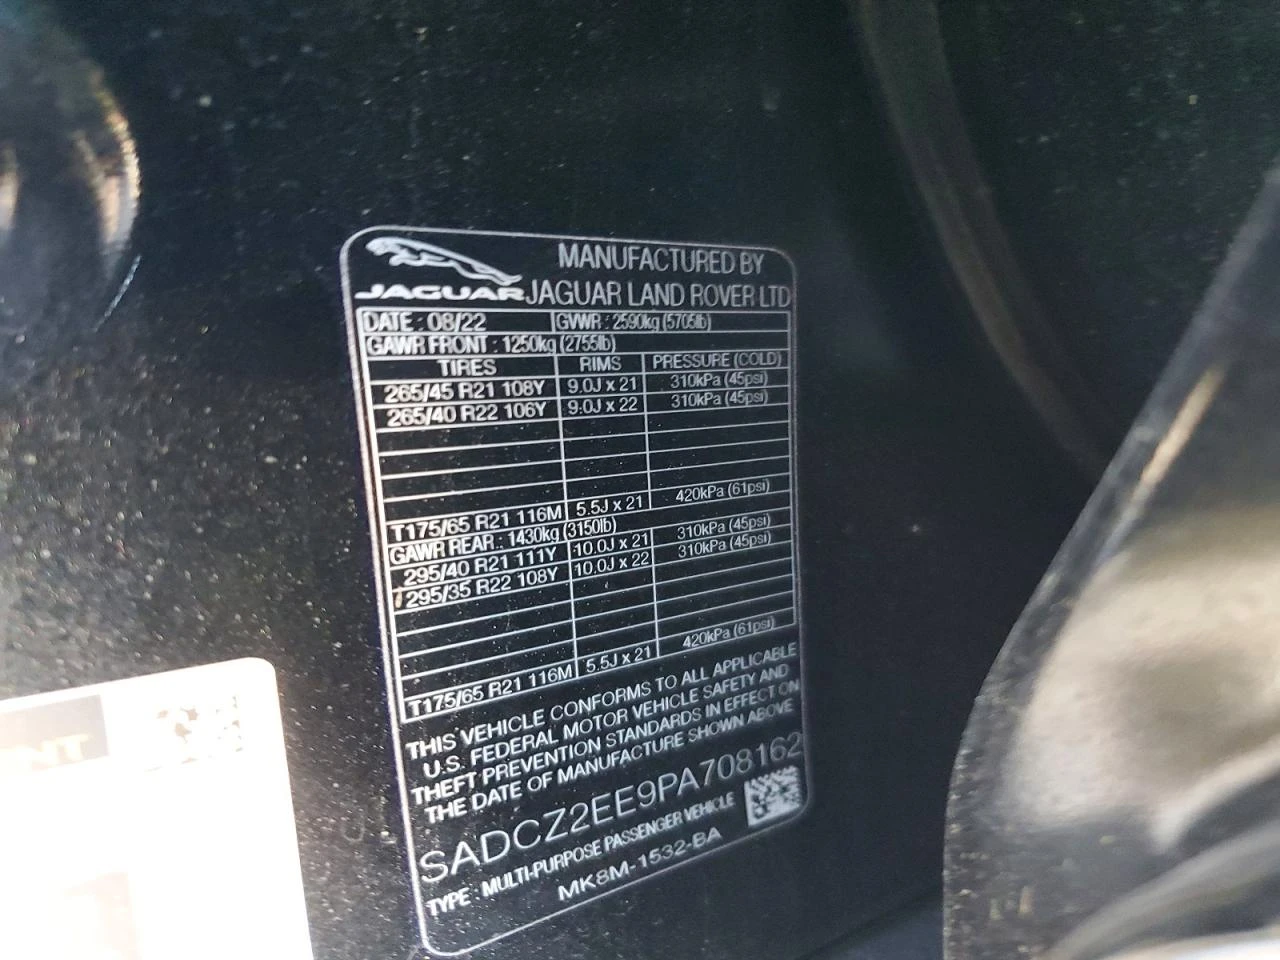 MANUFACTURED BY
JAGUAR JAGUAR LAND ROVER LTD
DATE : 08/22 GVWR : 2590kg (5705lb)
GAWR FRONT : 1250kg (2755lb)
TIRES RIMS PRESSURE (COLD)
265/45 R21 108Y 9.0J x 21 310kPa (45psi)
265/40 R22 106Y 9.0J x 22 310kPa (45psi)
T175/65 R21 116M 5.5J x 21 420kPa (61psi)
GAWR REAR : 1430kg (3150lb)
295/40 R21 111Y 10.0J x 21 310kPa (45psi)
295/35 R22 108Y 10.0J x 22 310kPa (45psi)
T175/65 R21 116M 5.5J x 21 420kPa (61psi)
THIS VEHICLE CONFORMS TO ALL APPLICABLE
U.S. FEDERAL MOTOR VEHICLE SAFETY AND
THEFT PREVENTION STANDARDS IN EFFECT ON
THE DATE OF MANUFACTURE SHOWN ABOVE
SADCZ2EE9PA708162
TYPE : MULTI-PURPOSE PASSENGER VEHICLE
MK8M-1532-BA